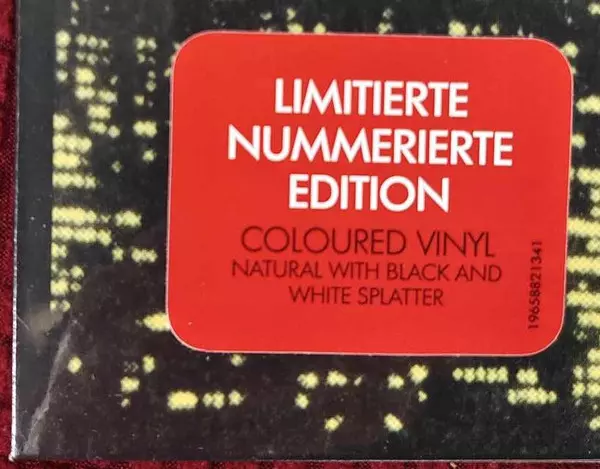 LIMITIERTE
NUMMERIERTE
EDITION
COLOURED VINYL
NATURAL WITH BLACK AND
WHITE SPLATTER
19658821341